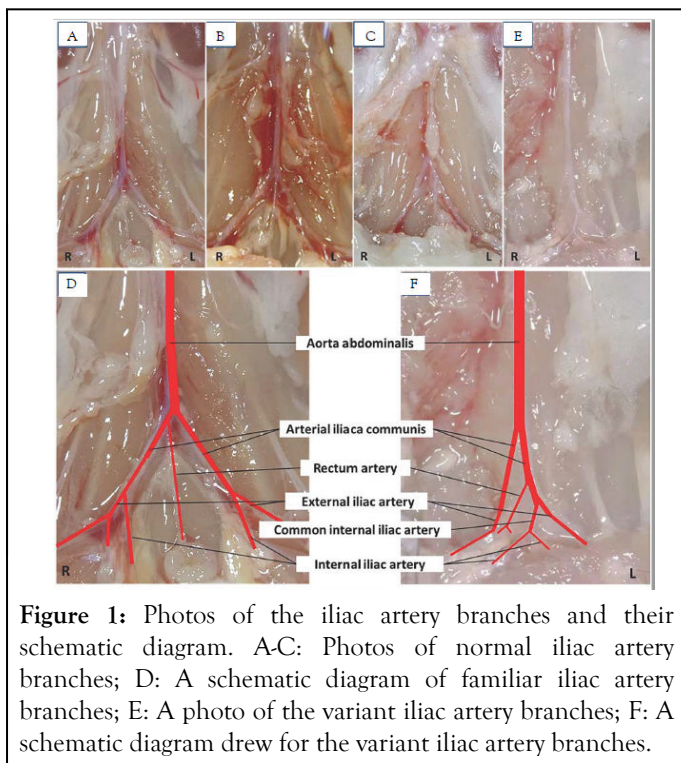 A B C E
R L R L R L R L
D F
Aorta abdominalis
Arterial iliaca communis
Rectum artery
External iliac artery
Common internal iliac artery
Internal iliac artery
R L
Figure 1: Photos of the iliac artery branches and their
schematic diagram. A-C: Photos of normal iliac artery
branches; D: A schematic diagram of familiar iliac artery
branches; E: A photo of the variant iliac artery branches; F: A
schematic diagram drew for the variant iliac artery branches.